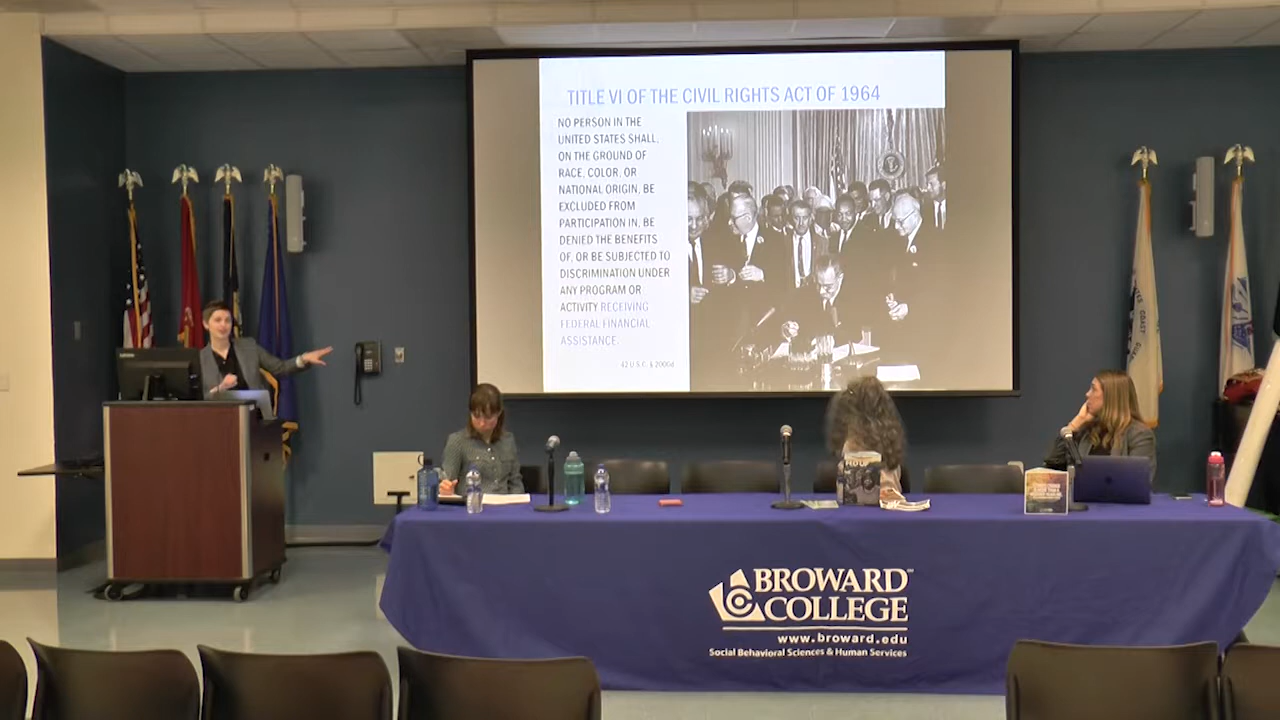 TITLE VI OF THE CIVIL RIGHTS ACT OF 1964
NO PERSON IN THE
UNITED STATES SHALL,
ON THE GROUND OF
RACE, COLOR, OR
NATIONAL ORIGIN, BE
EXCLUDED FROM
PARTICIPATION IN, BE
DENIED THE BENEFITS
OF, OR BE SUBJECTED TO
DISCRIMINATION UNDER
ANY PROGRAM OR
ACTIVITY RECEIVING
FEDERAL FINANCIAL
ASSISTANCE.
- 42 U.S.C. § 2000d
BROWARD
COLLEGE
www.broward.edu
Social Behavioral Sciences & Human Services